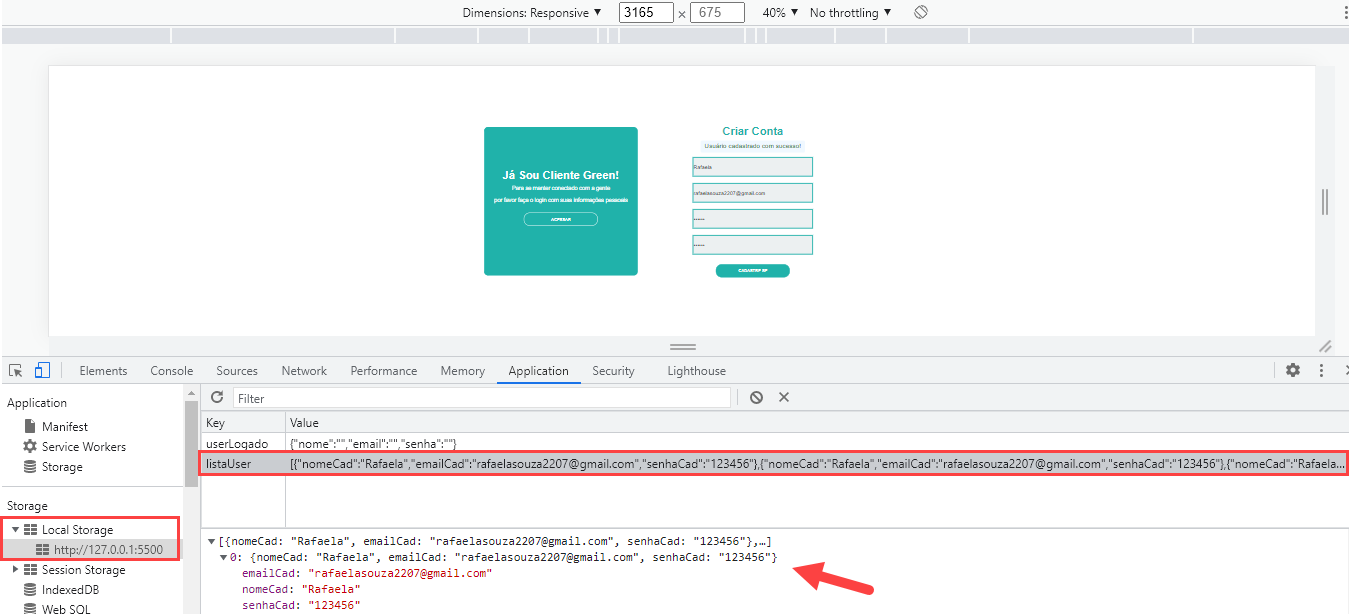 Dimensions: Responsive ▼ 3165 × 675 40% ▼ No throttling ▼
Criar Conta
Usuário cadastrado com sucesso!
Rafaela
rafaelasouza2207@gmail.com
Já Sou Cliente Green!
Para se manter conectado com a gente
por favor faça o login com suas informações pessoais
Elements Console Sources Network Performance Memory Application Security Lighthouse
Application
Manifest
Service Workers
Storage
Storage
Local Storage
http://127.0.0.1:5500
Session Storage
IndexedDB
Web SQL
Filter
Key Value
userLogado {"nome":"","email":"","senha":""}
listaUser [{"nomeCad":"Rafaela","emailCad":"rafaelasouza2207@gmail.com","senhaCad":"123456"},{"nomeCad":"Rafaela","emailCad":"rafaelasouza2207@gmail.com","senhaCad":"123456"},{"nomeCad":"Rafaela...
▼[{nomeCad: "Rafaela", emailCad: "rafaelasouza2207@gmail.com", senhaCad: "123456"},…]
▼0: {nomeCad: "Rafaela", emailCad: "rafaelasouza2207@gmail.com", senhaCad: "123456"}
emailCad: "rafaelasouza2207@gmail.com"
nomeCad: "Rafaela"
senhaCad: "123456"